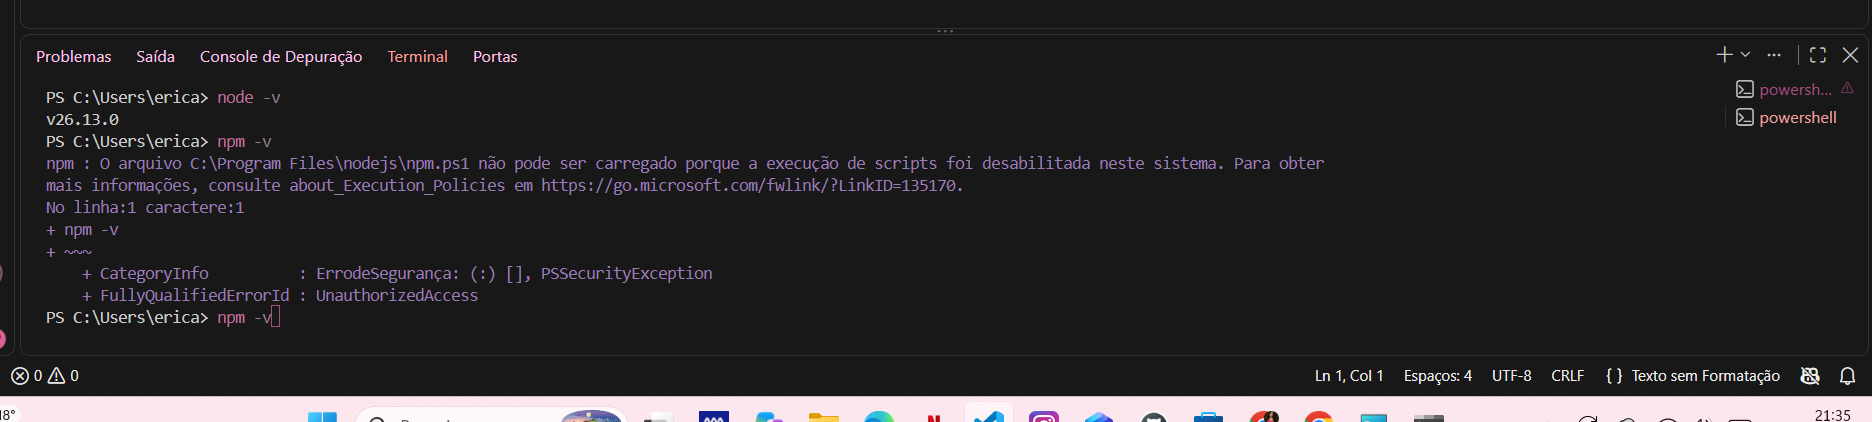 Problemas Saída Console de Depuração Terminal Portas
PS C:\Users\erica> node -v
v26.13.0
PS C:\Users\erica> npm -v
npm : O arquivo C:\Program Files\nodejs\npm.ps1 não pode ser carregado porque a execução de scripts foi desabilitada neste sistema. Para obter
mais informações, consulte about_Execution_Policies em https://go.microsoft.com/fwlink/?LinkID=135170.
No linha:1 caractere:1
+ npm -v
+ ~~~
+ CategoryInfo : ErrodeSegurança: (:) [], PSSecurityException
+ FullyQualifiedErrorId : UnauthorizedAccess
PS C:\Users\erica> npm -v
powersh...
powershell
0 0
Ln 1, Col 1 Espaços: 4 UTF-8 CRLF {} Texto sem Formatação
18°
21:35